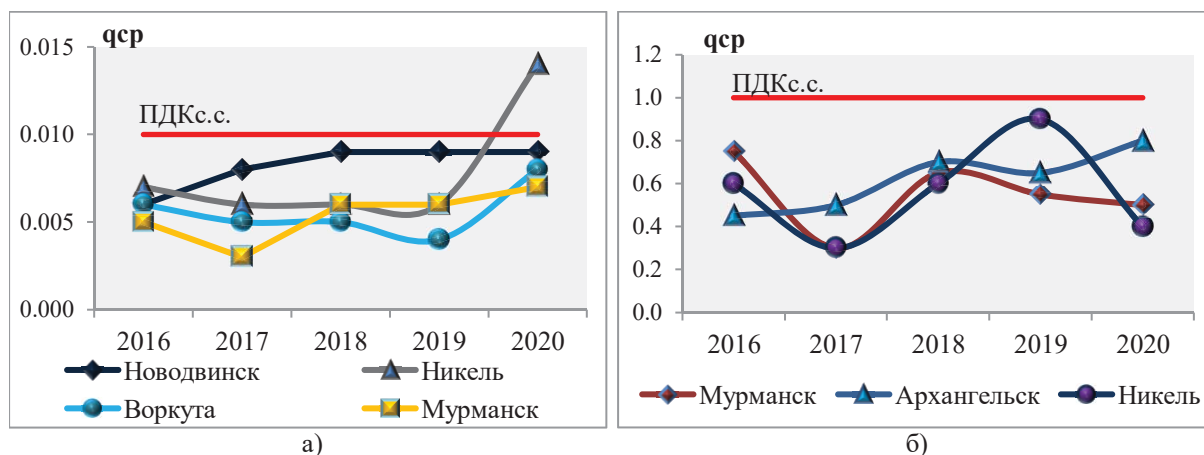 qср
0.015
ПДКс.с.
0.010
0.005
0.000
2016 2017 2018 2019 2020
Новодвинск Никель
Воркута Мурманск
а)
qср
1.2
ПДКс.с.
1.0
0.8
0.6
0.4
0.2
0.0
2016 2017 2018 2019 2020
Мурманск Архангельск Никель
б)